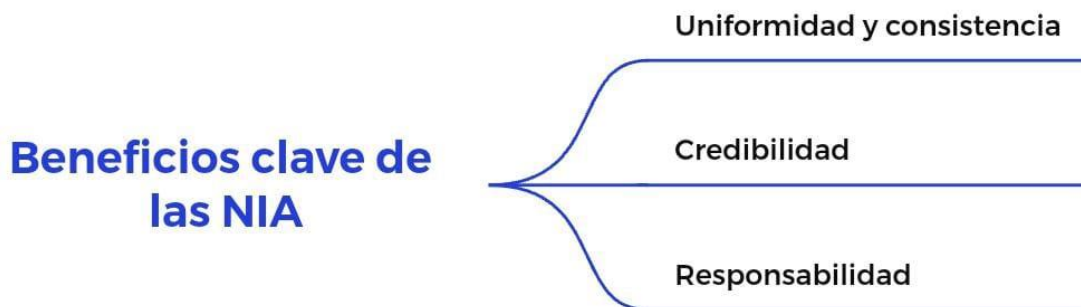 Beneficios clave de
las NIA
Uniformidad y consistencia
Credibilidad
Responsabilidad